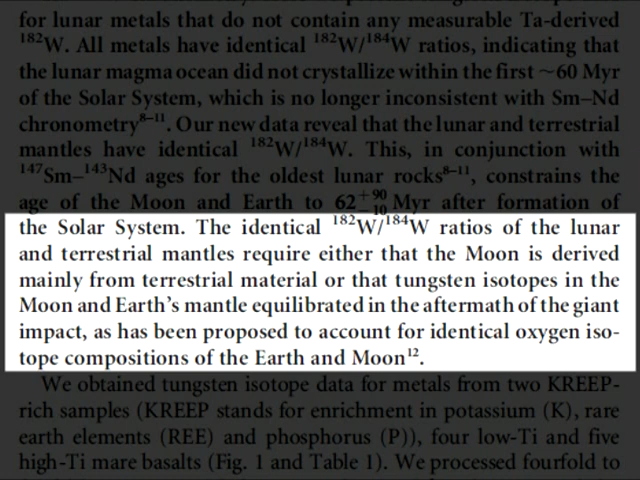 for lunar metals that do not contain any measurable Ta-derived
¹⁸²W. All metals have identical ¹⁸²W/¹⁸⁴W ratios, indicating that
the lunar magma ocean did not crystallize within the first ~60 Myr
of the Solar System, which is no longer inconsistent with Sm–Nd
chronometry⁸⁻¹¹. Our new data reveal that the lunar and terrestrial
mantles have identical ¹⁸²W/¹⁸⁴W. This, in conjunction with
¹⁴⁷Sm–¹⁴³Nd ages for the oldest lunar rocks⁸⁻¹¹, constrains the
age of the Moon and Earth to 62⁺⁹⁰₋₁₀ Myr after formation of
the Solar System. The identical ¹⁸²W/¹⁸⁴W ratios of the lunar
and terrestrial mantles require either that the Moon is derived
mainly from terrestrial material or that tungsten isotopes in the
Moon and Earth's mantle equilibrated in the aftermath of the giant
impact, as has been proposed to account for identical oxygen iso-
tope compositions of the Earth and Moon¹².
We obtained tungsten isotope data for metals from two KREEP-
rich samples (KREEP stands for enrichment in potassium (K), rare
earth elements (REE) and phosphorus (P)), four low-Ti and five
high-Ti mare basalts (Fig. 1 and Table 1). We processed fourfold to